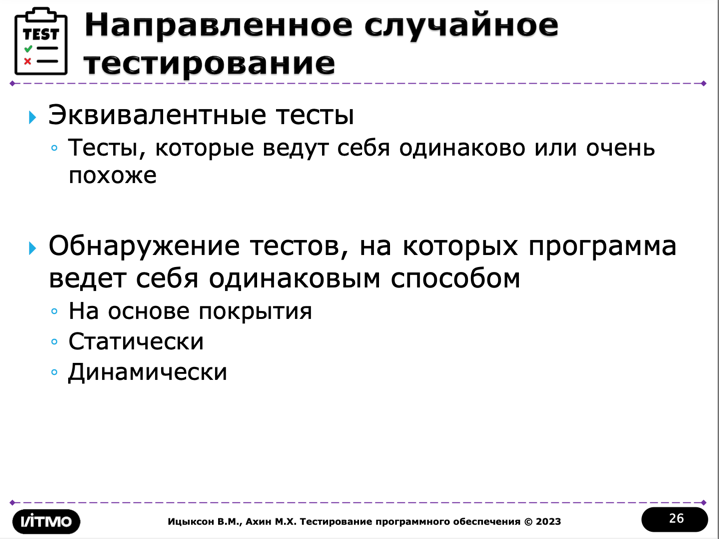 TEST
Направленное случайное
тестирование
Эквивалентные тесты
Тесты, которые ведут себя одинаково или очень
похоже
Обнаружение тестов, на которых программа
ведет себя одинаковым способом
На основе покрытия
Статически
Динамически
ИТМО
Ицыксон В.М., Ахин М.Х. Тестирование программного обеспечения © 2023
26